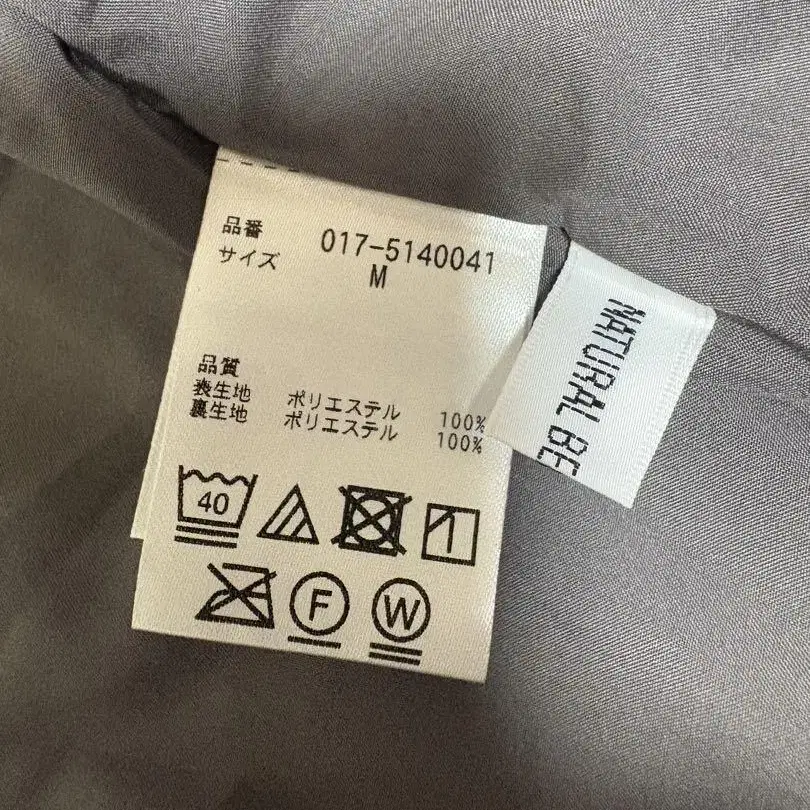 品番 017-5140041
サイズ M
品質
表生地 ポリエステル 100%
裏生地 ポリエステル 100%
40
F
W
NATURAL BE